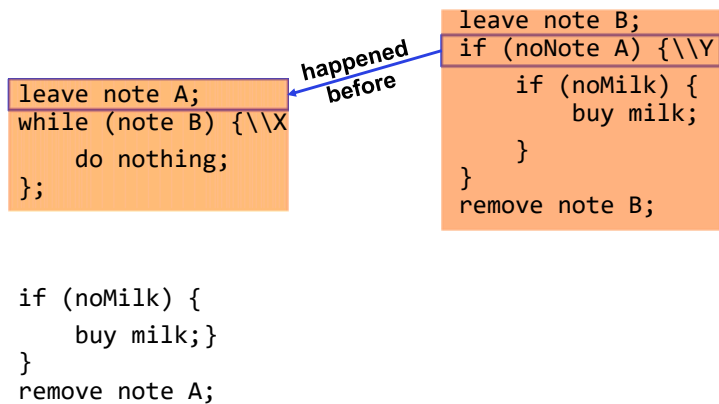 leave note A;
while (note B) {\\X
do nothing;
};
if (noMilk) {
buy milk;}
}
remove note A;
happened
before
leave note B;
if (noNote A) {\\Y
if (noMilk) {
buy milk;
}
}
remove note B;